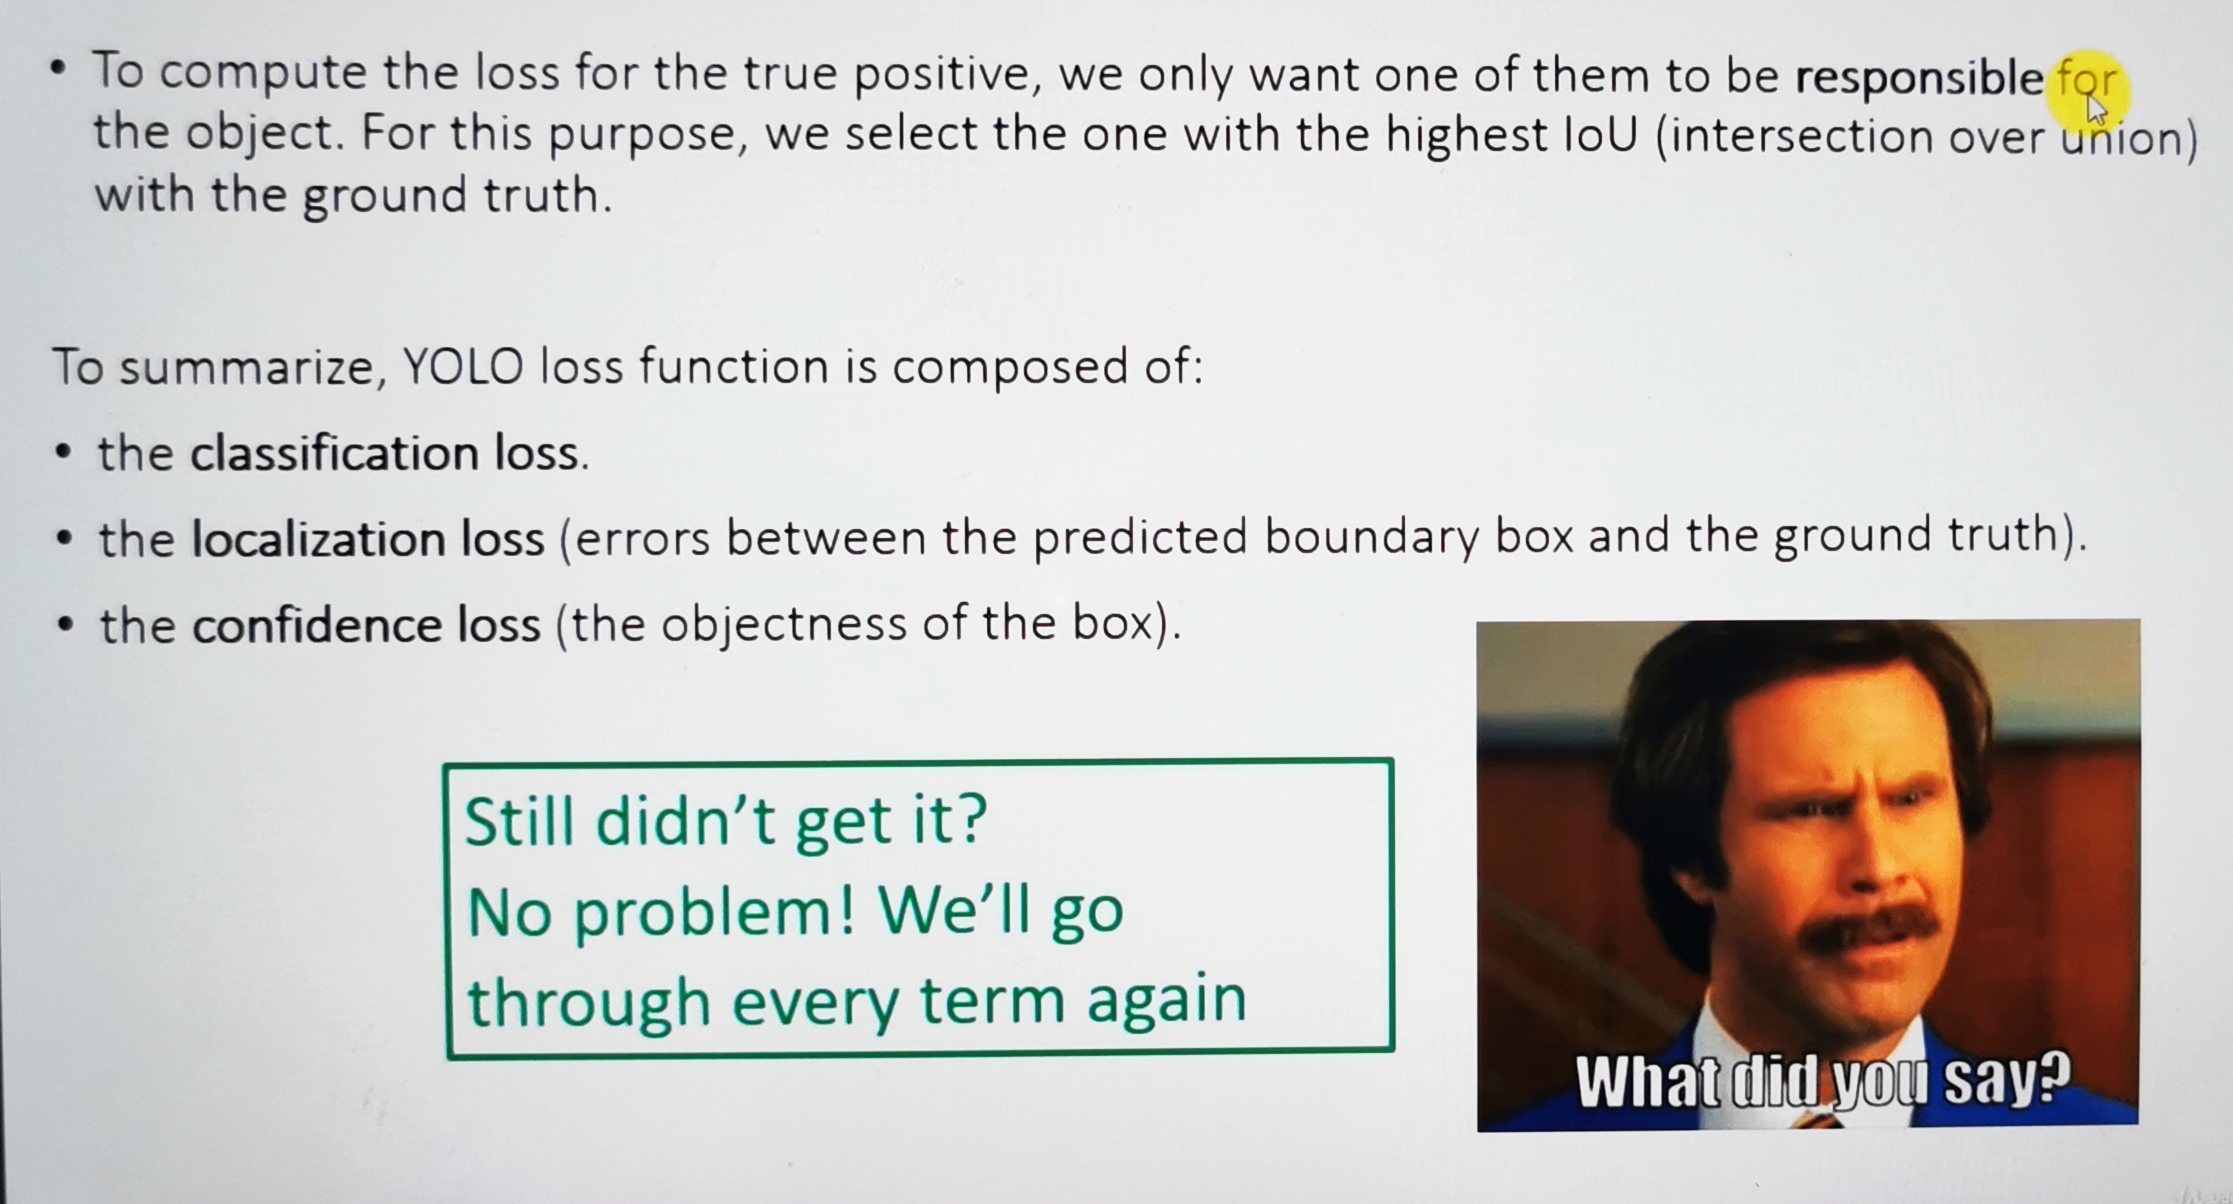 • To compute the loss for the true positive, we only want one of them to be responsible for
the object. For this purpose, we select the one with the highest IoU (intersection over union)
with the ground truth.
To summarize, YOLO loss function is composed of:
• the classification loss.
• the localization loss (errors between the predicted boundary box and the ground truth).
• the confidence loss (the objectness of the box).
Still didn't get it?
No problem! We'll go
through every term again
What did you say?